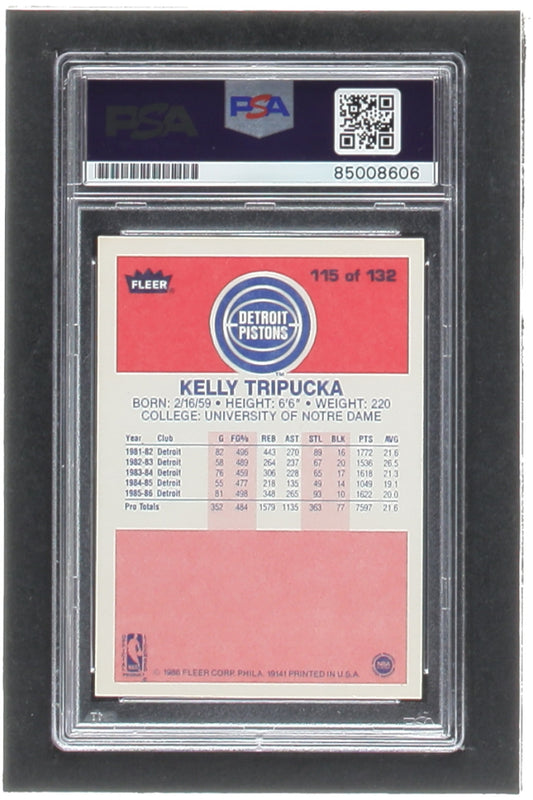 PSA
PSA
85008606
FLEER®
115 of 132
DETROIT
PISTONS
™
KELLY TRIPUCKA
BORN: 2/16/59 • HEIGHT: 6'6" • WEIGHT: 220
COLLEGE: UNIVERSITY OF NOTRE DAME
Year Club G FG% REB AST STL BLK PTS AVG
1981-82 Detroit 82 496 443 270 89 16 1772 21.6
1982-83 Detroit 58 489 264 237 67 20 1536 26.5
1983-84 Detroit 76 459 306 228 65 17 1618 21.3
1984-85 Detroit 55 477 218 135 49 14 1049 19.1
1985-86 Detroit 81 498 348 265 93 10 1622 20.0
Pro Totals 352 484 1579 1135 363 77 7597 21.6
NBA
© 1986 FLEER CORP. PHILA. 19141 PRINTED IN U.S.A.